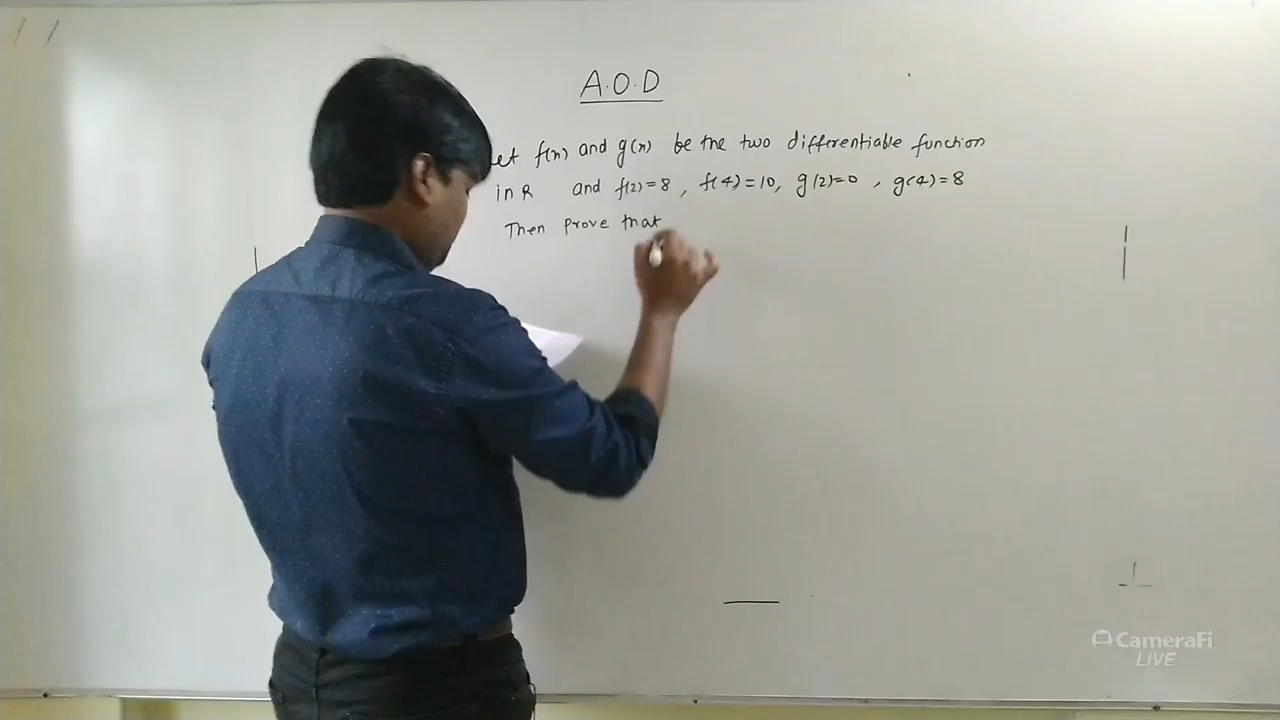 A.O.D
et f(x) and g(x) be the two differentiable function
in R and f(2)=8 , f(4)=10, g(2)=0 , g(4)=8
Then prove that
CameraFi
LIVE